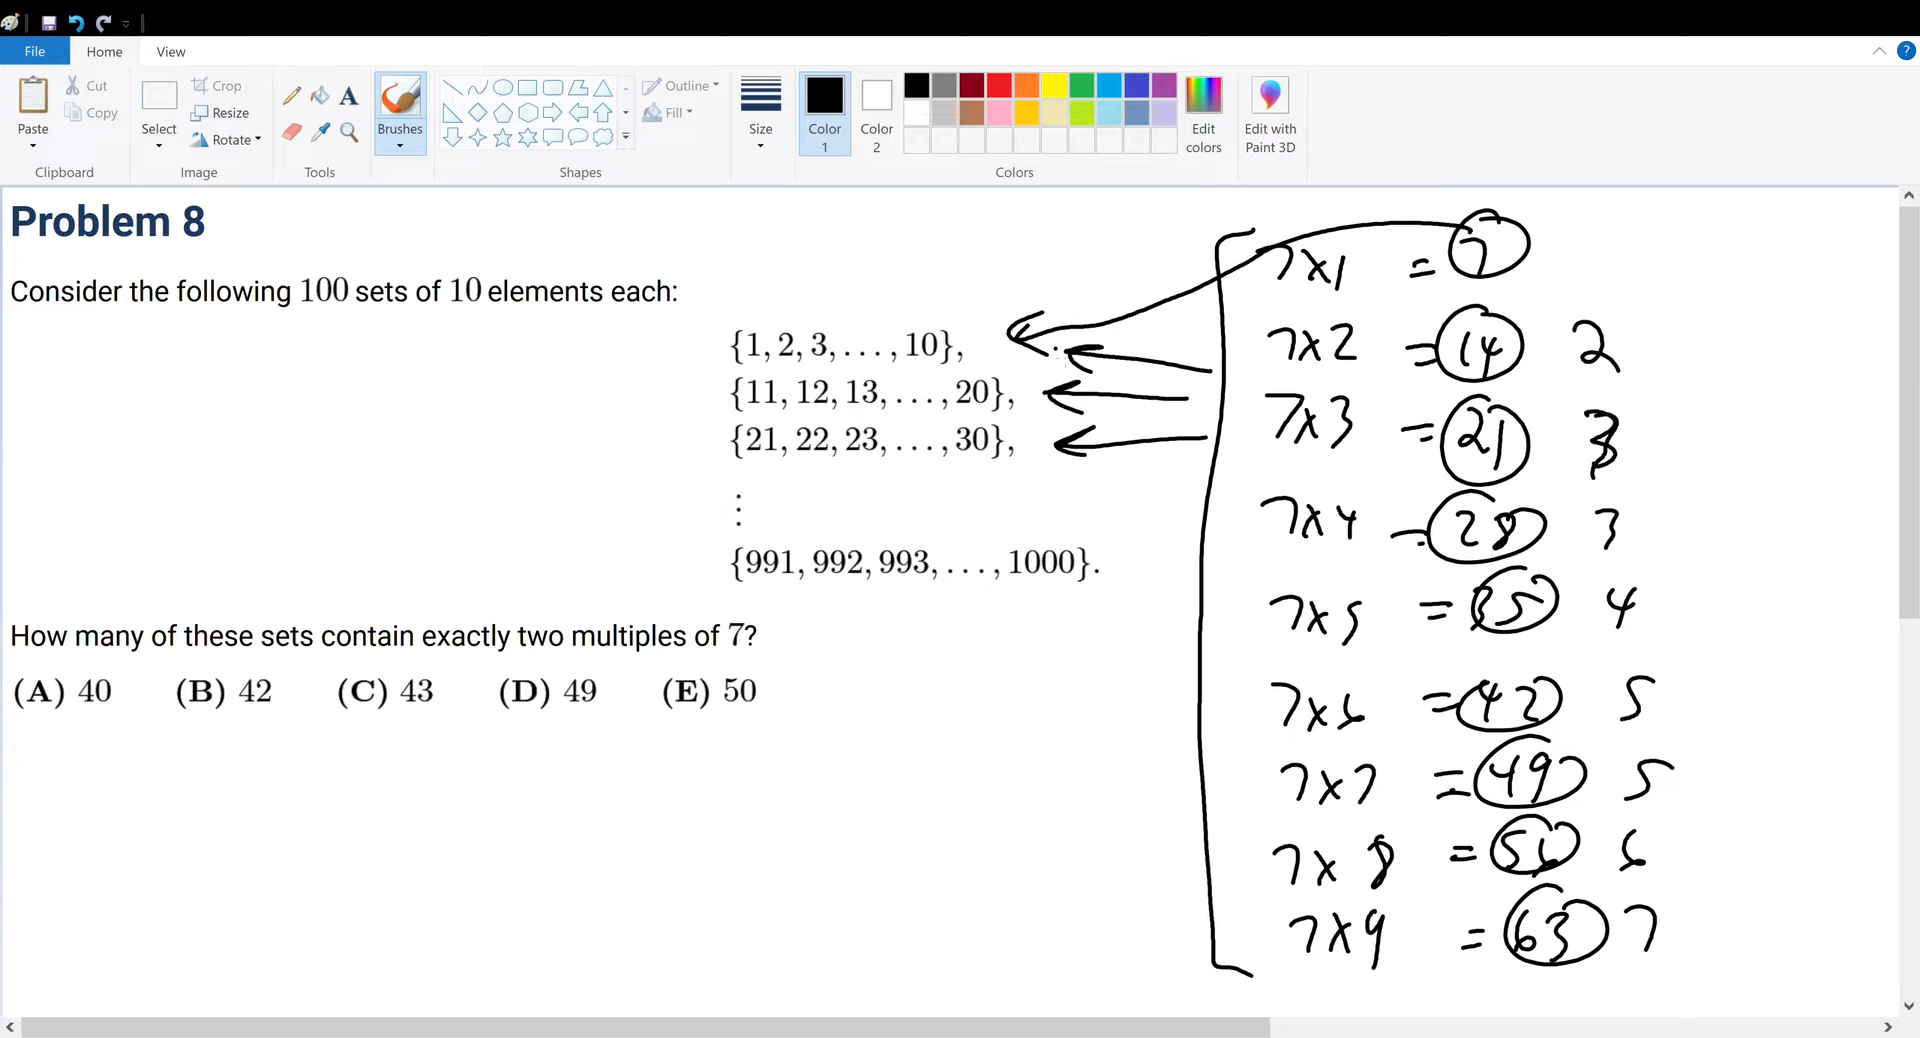 File Home View
Paste Cut Copy Select Crop Resize Rotate Brushes Outline Fill Size Color 1 Color 2 Edit colors Edit with Paint 3D
Clipboard Image Tools Shapes Colors
Problem 8
Consider the following 100 sets of 10 elements each:
{1, 2, 3, . . . , 10},
{11, 12, 13, . . . , 20},
{21, 22, 23, . . . , 30},
⋮
{991, 992, 993, . . . , 1000}.
How many of these sets contain exactly two multiples of 7?
(A) 40 (B) 42 (C) 43 (D) 49 (E) 50
7x1 = 7
7x2 = 14 2
7x3 = 21 3
7x4 = 28 3
7x5 = 35 4
7x6 = 42 5
7x7 = 49 5
7x8 = 56 6
7x9 = 63 7